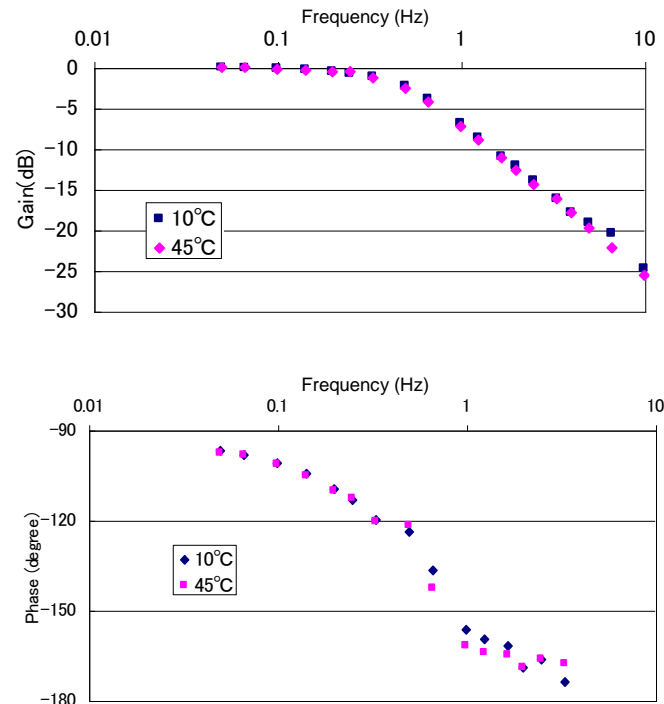 Frequency (Hz)
0.01 0.1 1 10
0
−5
−10
−15
−20
−25
−30
Gain(dB)
10°C
45°C
Frequency (Hz)
0.01 0.1 1 10
−90
−120
−150
−180
Phase (degree)
10°C
45°C